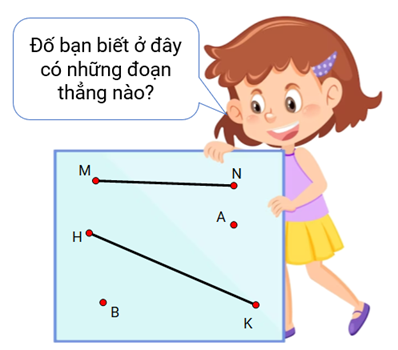 Đố bạn biết ở đây
có những đoạn
thẳng nào?
M
N
A
H
B
K